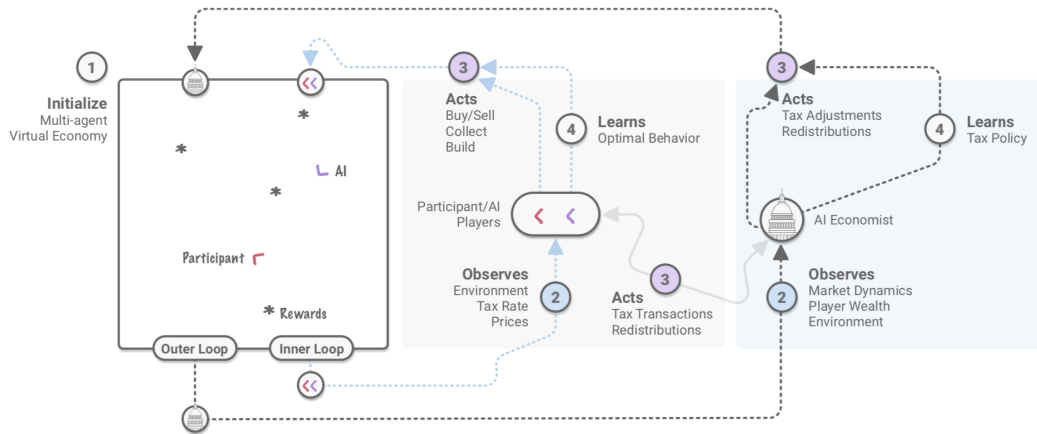 1
Initialize
Multi-agent
Virtual Economy
AI
Participant
Rewards
Outer Loop
Inner Loop
3
Acts
Buy/Sell
Collect
Build
4
Learns
Optimal Behavior
Participant/AI
Players
Observes
Environment
Tax Rate
Prices
2
3
Acts
Tax Transactions
Redistributions
3
Acts
Tax Adjustments
Redistributions
4
Learns
Tax Policy
AI Economist
2
Observes
Market Dynamics
Player Wealth
Environment